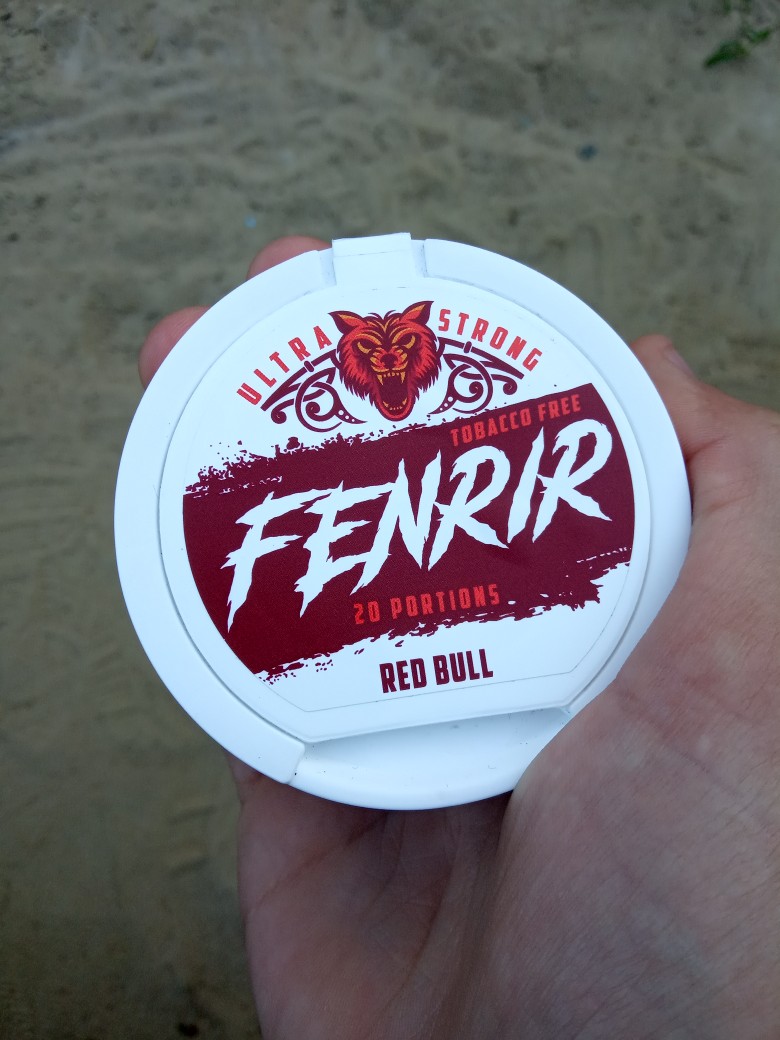 ULTRA STRONG
TOBACCO FREE
FENRIR
20 PORTIONS
RED BULL